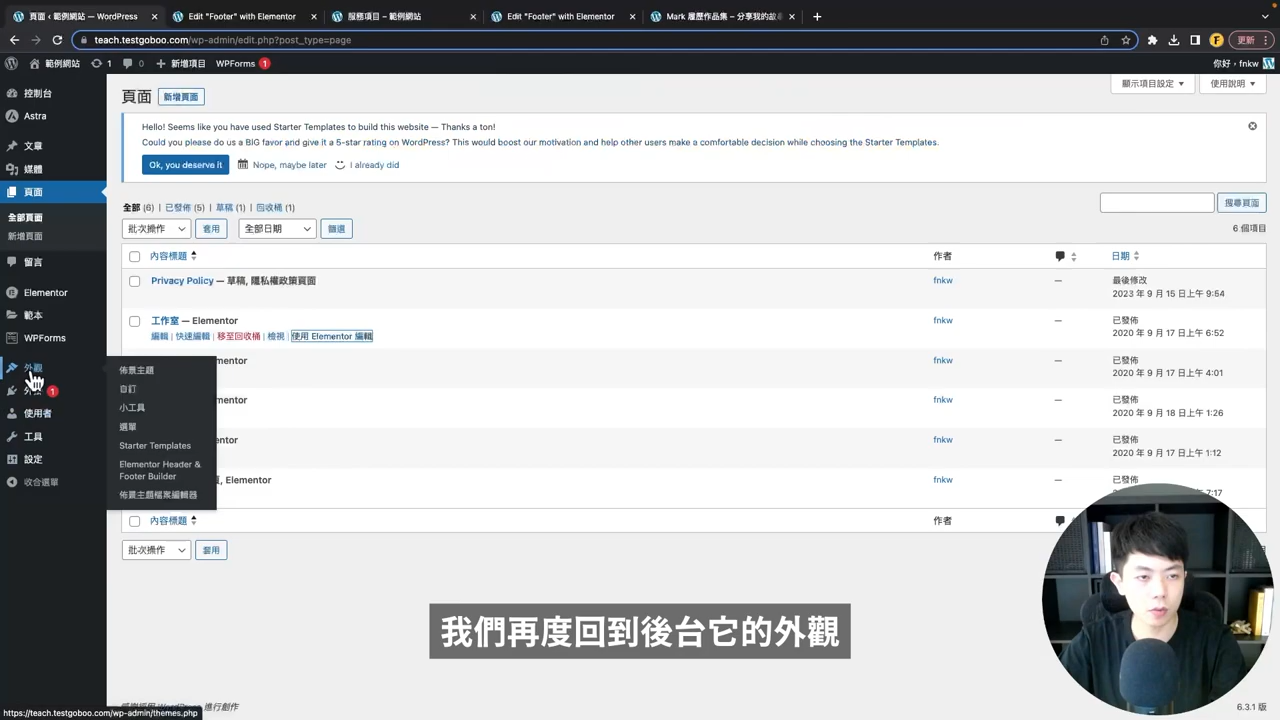 頁面 ‹ 範例網站 — WordPress
Edit "Footer" with Elementor
服務項目 – 範例網站
Edit "Footer" with Elementor
Mark 履歷作品集 – 分享我的故
teach.testgoboo.com/wp-admin/edit.php?post_type=page
更新
範例網站 1 0 新增項目 WPForms 1
你好，fnkw
控制台
Astra
文章
媒體
頁面
全部頁面
新增頁面
留言
Elementor
範本
WPForms
外觀
1
使用者
工具
設定
收合選單
佈景主題
自訂
小工具
選單
Starter Templates
Elementor Header &
Footer Builder
佈景主題檔案編輯器
頁面 新增頁面
顯示項目設定 使用說明
Hello! Seems like you have used Starter Templates to build this website — Thanks a ton!
Could you please do us a BIG favor and give it a 5-star rating on WordPress? This would boost our motivation and help other users make a comfortable decision while choosing the Starter Templates.
Ok, you deserve it Nope, maybe later I already did
全部 (6) | 已發佈 (5) | 草稿 (1) | 回收桶 (1)
搜尋頁面
批次操作 套用 全部日期 篩選
6 個項目
內容標題 作者 日期
Privacy Policy — 草稿, 隱私權政策頁面 fnkw — 最後修改
2023 年 9 月 15 日上午 9:54
工作室 — Elementor fnkw — 已發佈
編輯 | 快速編輯 | 移至回收桶 | 檢視 | 使用 Elementor 編輯
2020 年 9 月 17 日上午 6:52
ementor fnkw — 已發佈
2020 年 9 月 17 日上午 4:01
ementor fnkw — 已發佈
2020 年 9 月 18 日上午 1:26
entor fnkw — 已發佈
2020 年 9 月 17 日上午 1:12
, Elementor fnkw — 已發佈
7:17
內容標題 作者
批次操作 套用
我們再度回到後台它的外觀
進行創作
6.3.1 版
https://teach.testgoboo.com/wp-admin/themes.php